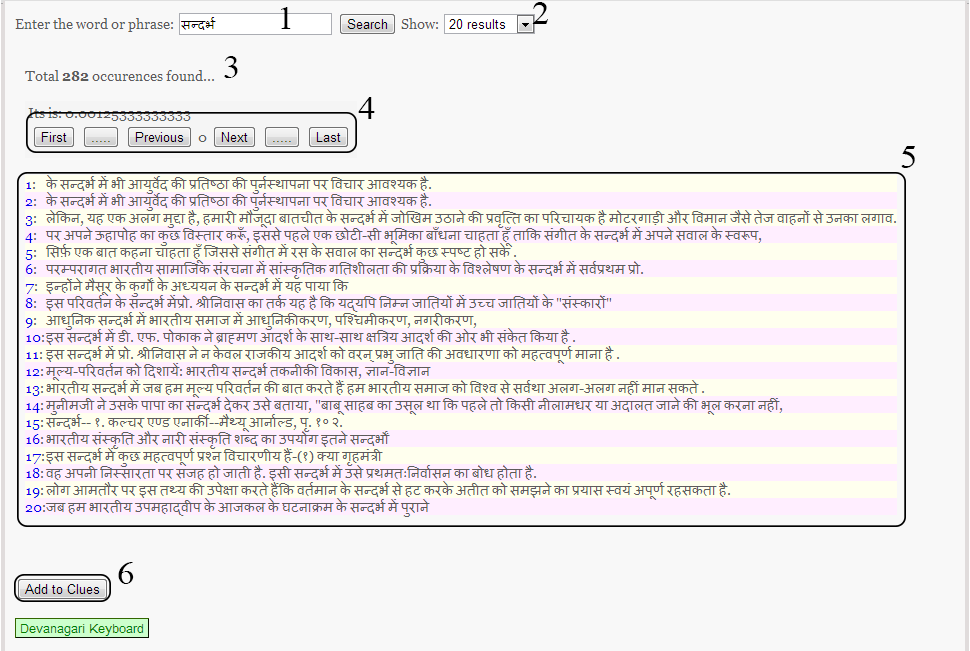 Enter the word or phrase: सन्दर्भ 1 Search Show: 20 results 2
Total 282 occurences found... 3
Its is: 0.00125333333333
4
First ..... Previous 0 Next ..... Last
5
1: के सन्दर्भ में भी आयुर्वेद की प्रतिष्ठा की पुर्नस्थापना पर विचार आवश्यक है.
2: के सन्दर्भ में भी आयुर्वेद की प्रतिष्ठा की पुर्नस्थापना पर विचार आवश्यक है.
3: लेकिन, यह एक अलग मुद्दा है, हमारी मौजूदा बातचीत के सन्दर्भ में जोखिम उठाने की प्रवृत्ति का परिचायक है मोटरगाड़ी और विमान जैसे तेज वाहनों से उनका लगाव.
4: पर अपने ऊहापोह का कुछ विस्तार करूँ, इससे पहले एक छोटी-सी भूमिका बाँधना चाहता हूँ ताकि संगीत के सन्दर्भ में अपने सवाल के स्वरूप,
5: सिर्फ़ एक बात कहना चाहता हूँ जिससे संगीत में रस के सवाल का सन्दर्भ कुछ स्पष्ट हो सके .
6: परम्परागत भारतीय सामाजिक संरचना में सांस्कृतिक गतिशीलता की प्रक्रिया के विश्लेषण के सन्दर्भ में सर्वप्रथम प्रो.
7: इन्होंने मैसूर के कुर्गों के अध्ययन के सन्दर्भ में यह पाया कि
8: इस परिवर्तन के सन्दर्भ मेंप्रो. श्रीनिवास का तर्क यह है कि यद्यपि निम्न जातियों में उच्च जातियों के "संस्कारों"
9: आधुनिक सन्दर्भ में भारतीय समाज में आधुनिकीकरण, पश्चिमीकरण, नगरीकरण,
10: इस सन्दर्भ में डी. एफ. पोकाक ने ब्राह्मण आदर्श के साथ-साथ क्षत्रिय आदर्श की ओर भी संकेत किया है .
11: इस सन्दर्भ में प्रो. श्रीनिवास ने न केवल राजकीय आदर्श को वरन् प्रभु जाति की अवधारणा को महत्वपूर्ण माना है .
12: मूल्य-परिवर्तन को दिशायें: भारतीय सन्दर्भ तकनीकी विकास, ज्ञान-विज्ञान
13: भारतीय सन्दर्भ में जब हम मूल्य परिवर्तन की बात करते हैं हम भारतीय समाज को विश्व से सर्वथा अलग-अलग नहीं मान सकते .
14: मुनीमजी ने उसके पापा का सन्दर्भ देकर उसे बताया, "बाबू साहब का उसूल था कि पहले तो किसी नीलामधर या अदालत जाने की भूल करना नहीं,
15: सन्दर्भ-- १. कल्चर एण्ड एनार्की--मैथ्यू आर्नाल्ड, पृ. १०२.
16: भारतीय संस्कृति और नारी संस्कृति शब्द का उपयोग इतने सन्दर्भों
17: इस सन्दर्भ में कुछ महत्वपूर्ण प्रश्न विचारणीय हैं-(१) क्या गृहमंत्री
18: वह अपनी निस्सारता पर सजह हो जाती है. इसी सन्दर्भ में उसे प्रथमतःनिर्वासन का बोध होता है.
19: लोग आमतौर पर इस तथ्य की उपेक्षा करते हैंकि वर्तमान के सन्दर्भ से हट करके अतीत को समझने का प्रयास स्वयं अपूर्ण रहसकता है.
20: जब हम भारतीय उपमहाद्वीप के आजकल के घटनाक्रम के सन्दर्भ में पुराने
Add to Clues 6
Devanagari Keyboard